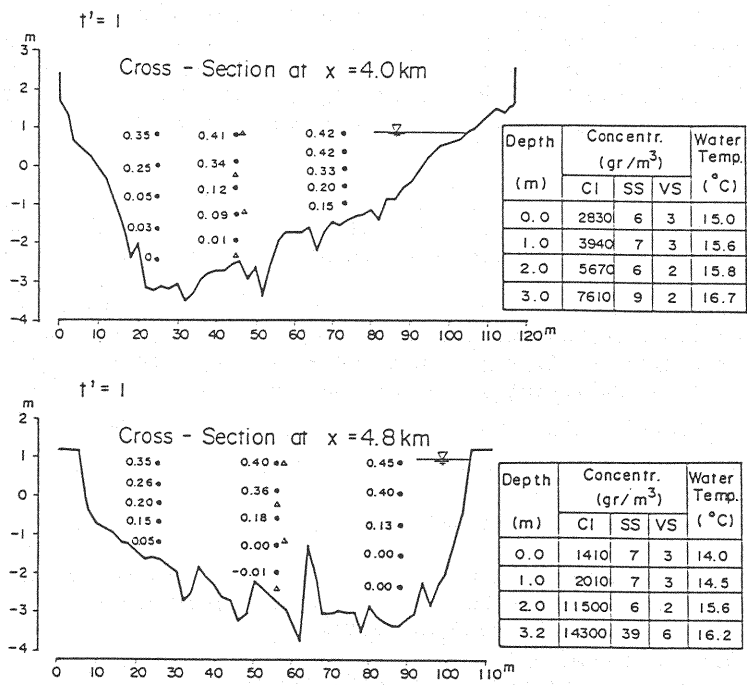 t' = 1
m
Cross - Section at x = 4.0 km
3
2
1
0
-1
-2
-3
-4
0.35 0.41 0.42
0.25 0.34 0.42
0.05 0.12 0.33
0.03 0.09 0.20
0 0.01 0.15
0 10 20 30 40 50 60 70 80 90 100 110 120 m
Depth Concentr. Water
(gr/m³) Temp.
(m) Cl SS VS (°C)
0.0 2830 6 3 15.0
1.0 3940 7 3 15.6
2.0 5670 6 2 15.8
3.0 7610 9 2 16.7
t' = 1
m
Cross - Section at x = 4.8 km
2
1
0
-1
-2
-3
-4
0.35 0.40 0.45
0.26 0.36 0.40
0.20 0.18 0.13
0.15 0.00 0.00
0.05 -0.01 0.00
0 10 20 30 40 50 60 70 80 90 100 110 m
Depth Concentr. Water
(gr/m³) Temp.
(m) Cl SS VS (°C)
0.0 1410 7 3 14.0
1.0 2010 7 3 14.5
2.0 11500 6 2 15.6
3.2 14300 39 6 16.2